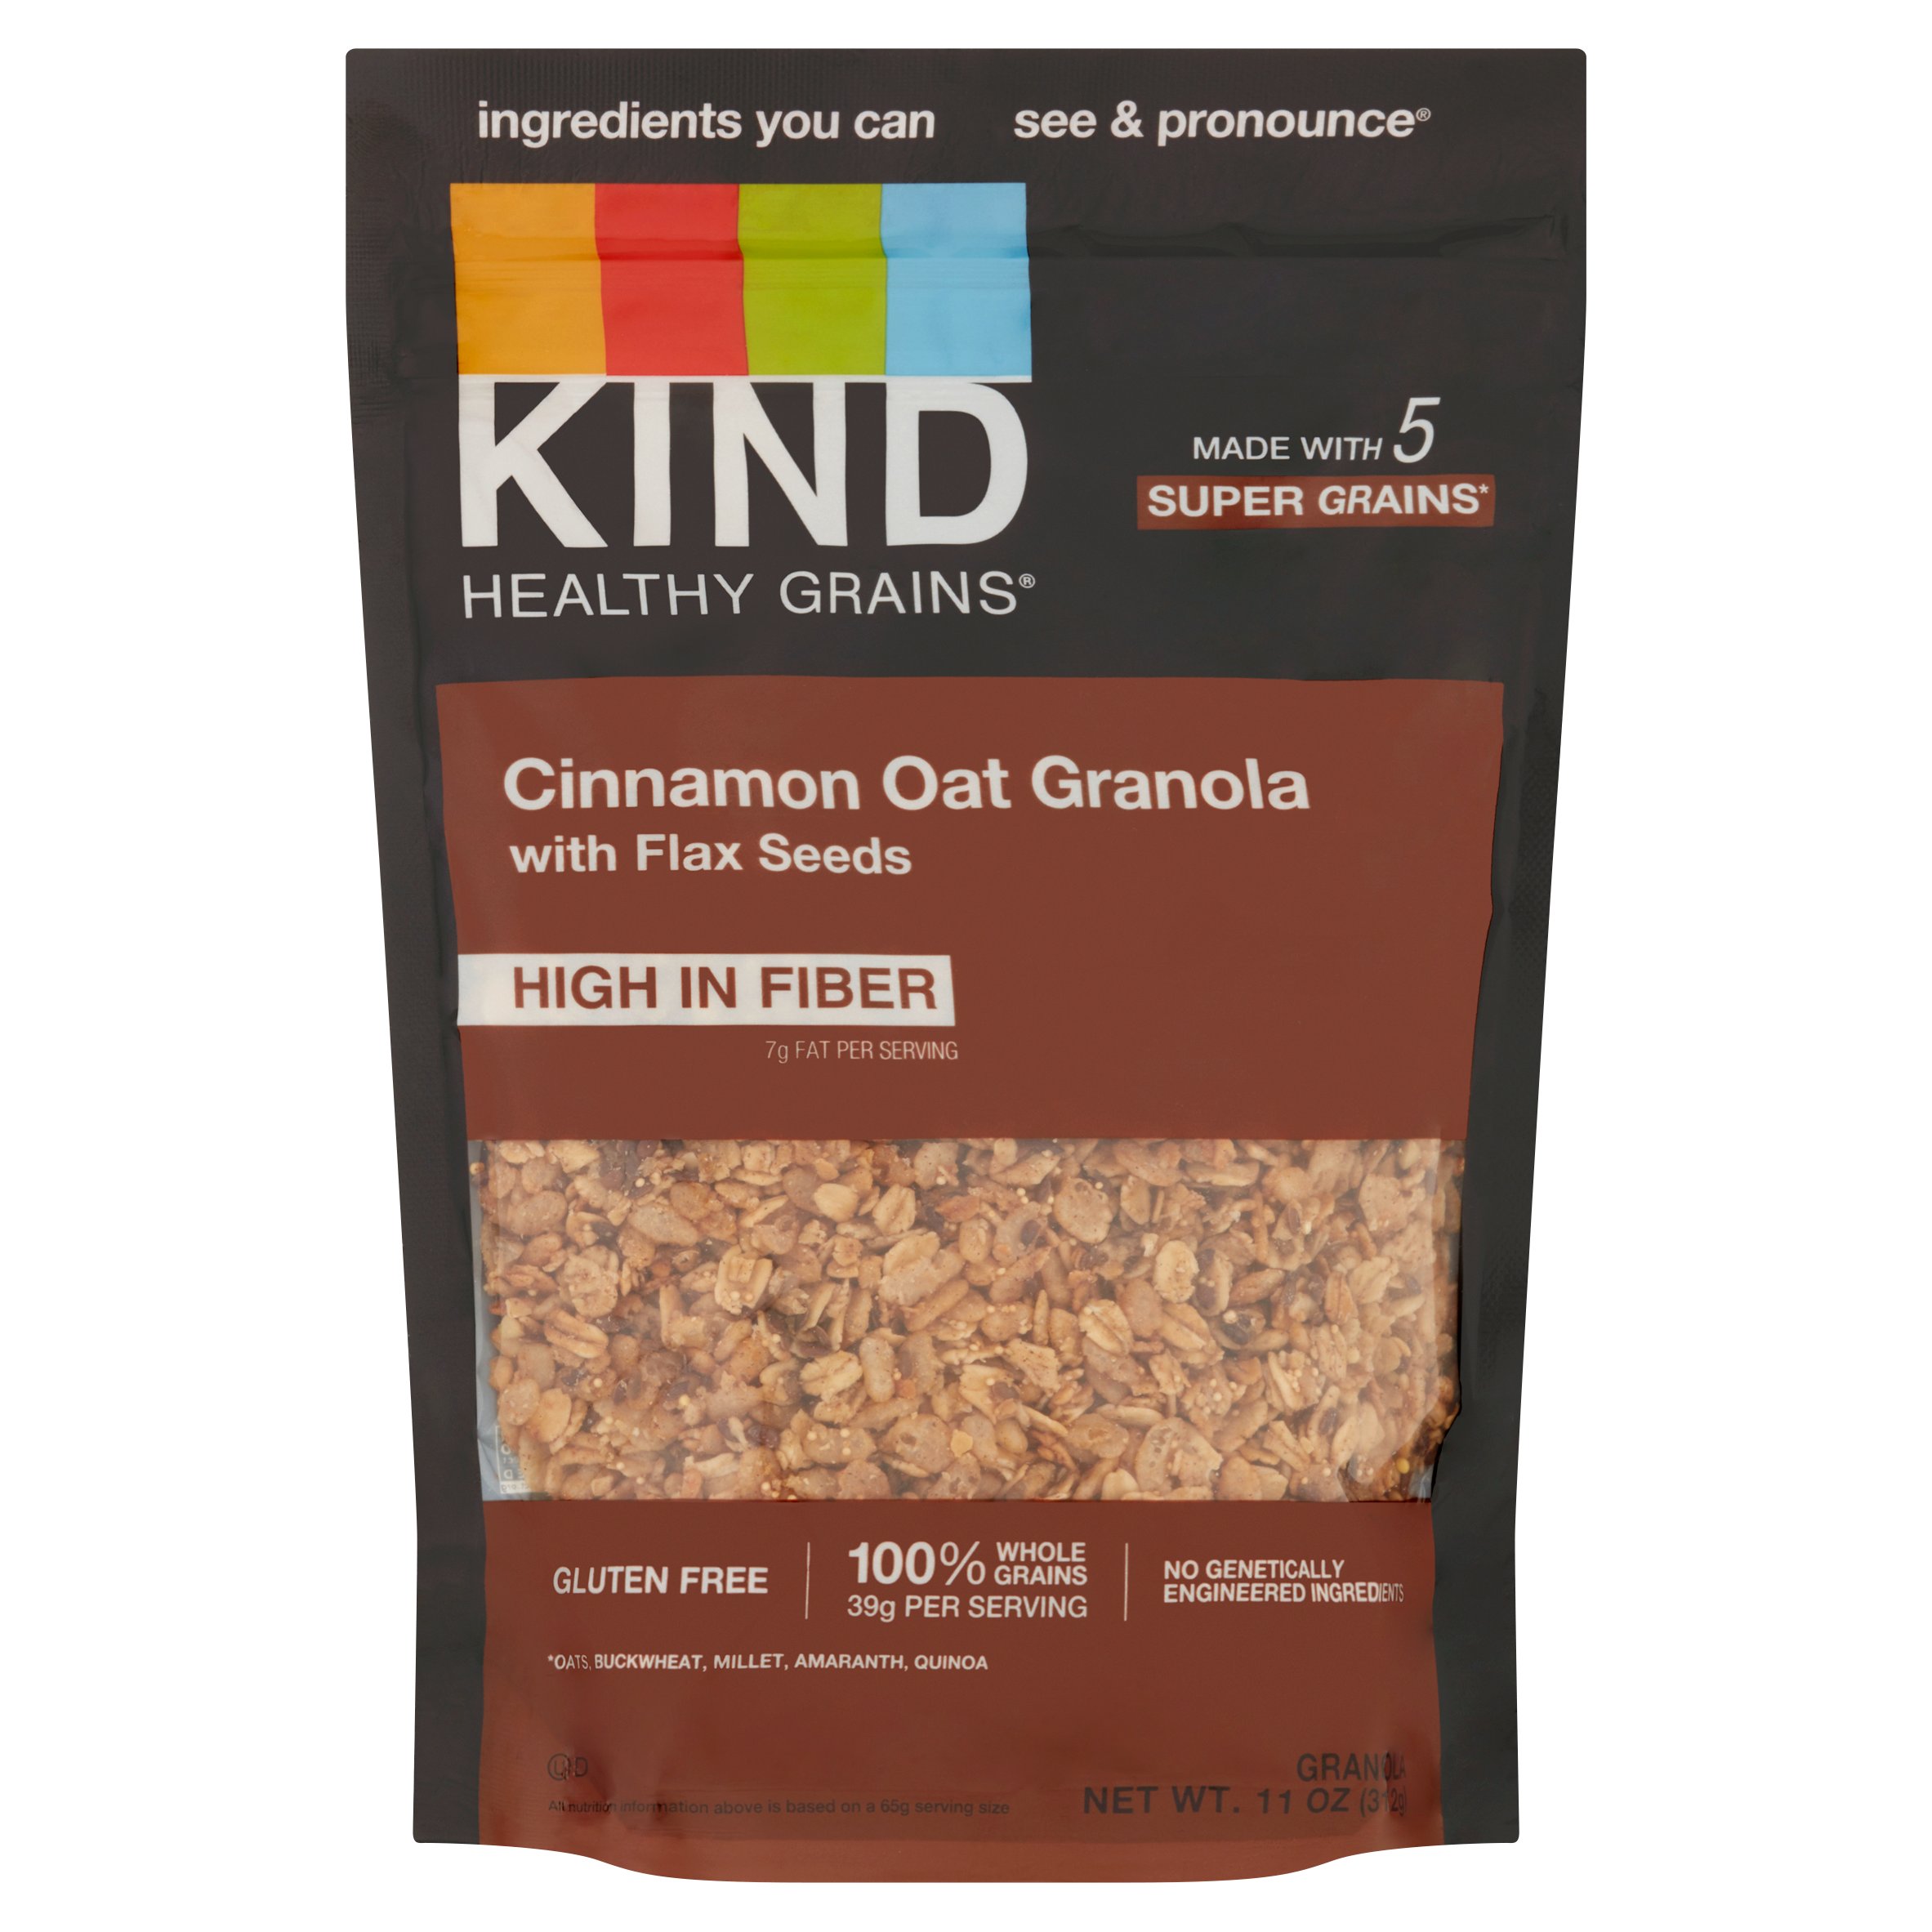 ingredients you can see & pronounce®
KIND
HEALTHY GRAINS®
MADE WITH 5
SUPER GRAINS*
Cinnamon Oat Granola
with Flax Seeds
HIGH IN FIBER
7g FAT PER SERVING
GLUTEN FREE
100% WHOLE
GRAINS
39g PER SERVING
NO GENETICALLY
ENGINEERED INGREDIENTS
*OATS, BUCKWHEAT, MILLET, AMARANTH, QUINOA
D
All nutrition information above is based on a 65g serving size
GRANOLA
NET WT. 11 OZ (312g)